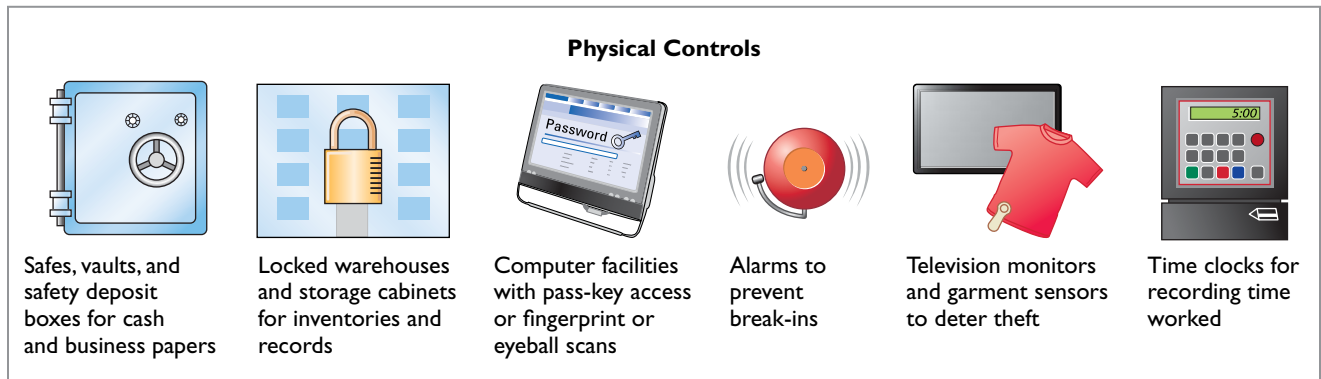 Physical Controls
Password
5:00
Safes, vaults, and
safety deposit
boxes for cash
and business papers
Locked warehouses
and storage cabinets
for inventories and
records
Computer facilities
with pass-key access
or fingerprint or
eyeball scans
Alarms to
prevent
break-ins
Television monitors
and garment sensors
to deter theft
Time clocks for
recording time
worked